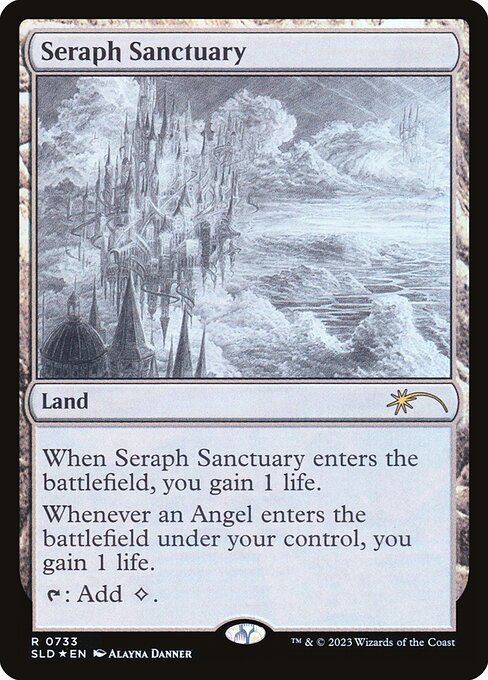 Seraph Sanctuary
Land
When Seraph Sanctuary enters the
battlefield, you gain 1 life.
Whenever an Angel enters the
battlefield under your control, you
gain 1 life.
: Add .
R 0733
SLD★EN Alayna Danner
™ & © 2023 Wizards of the Coast